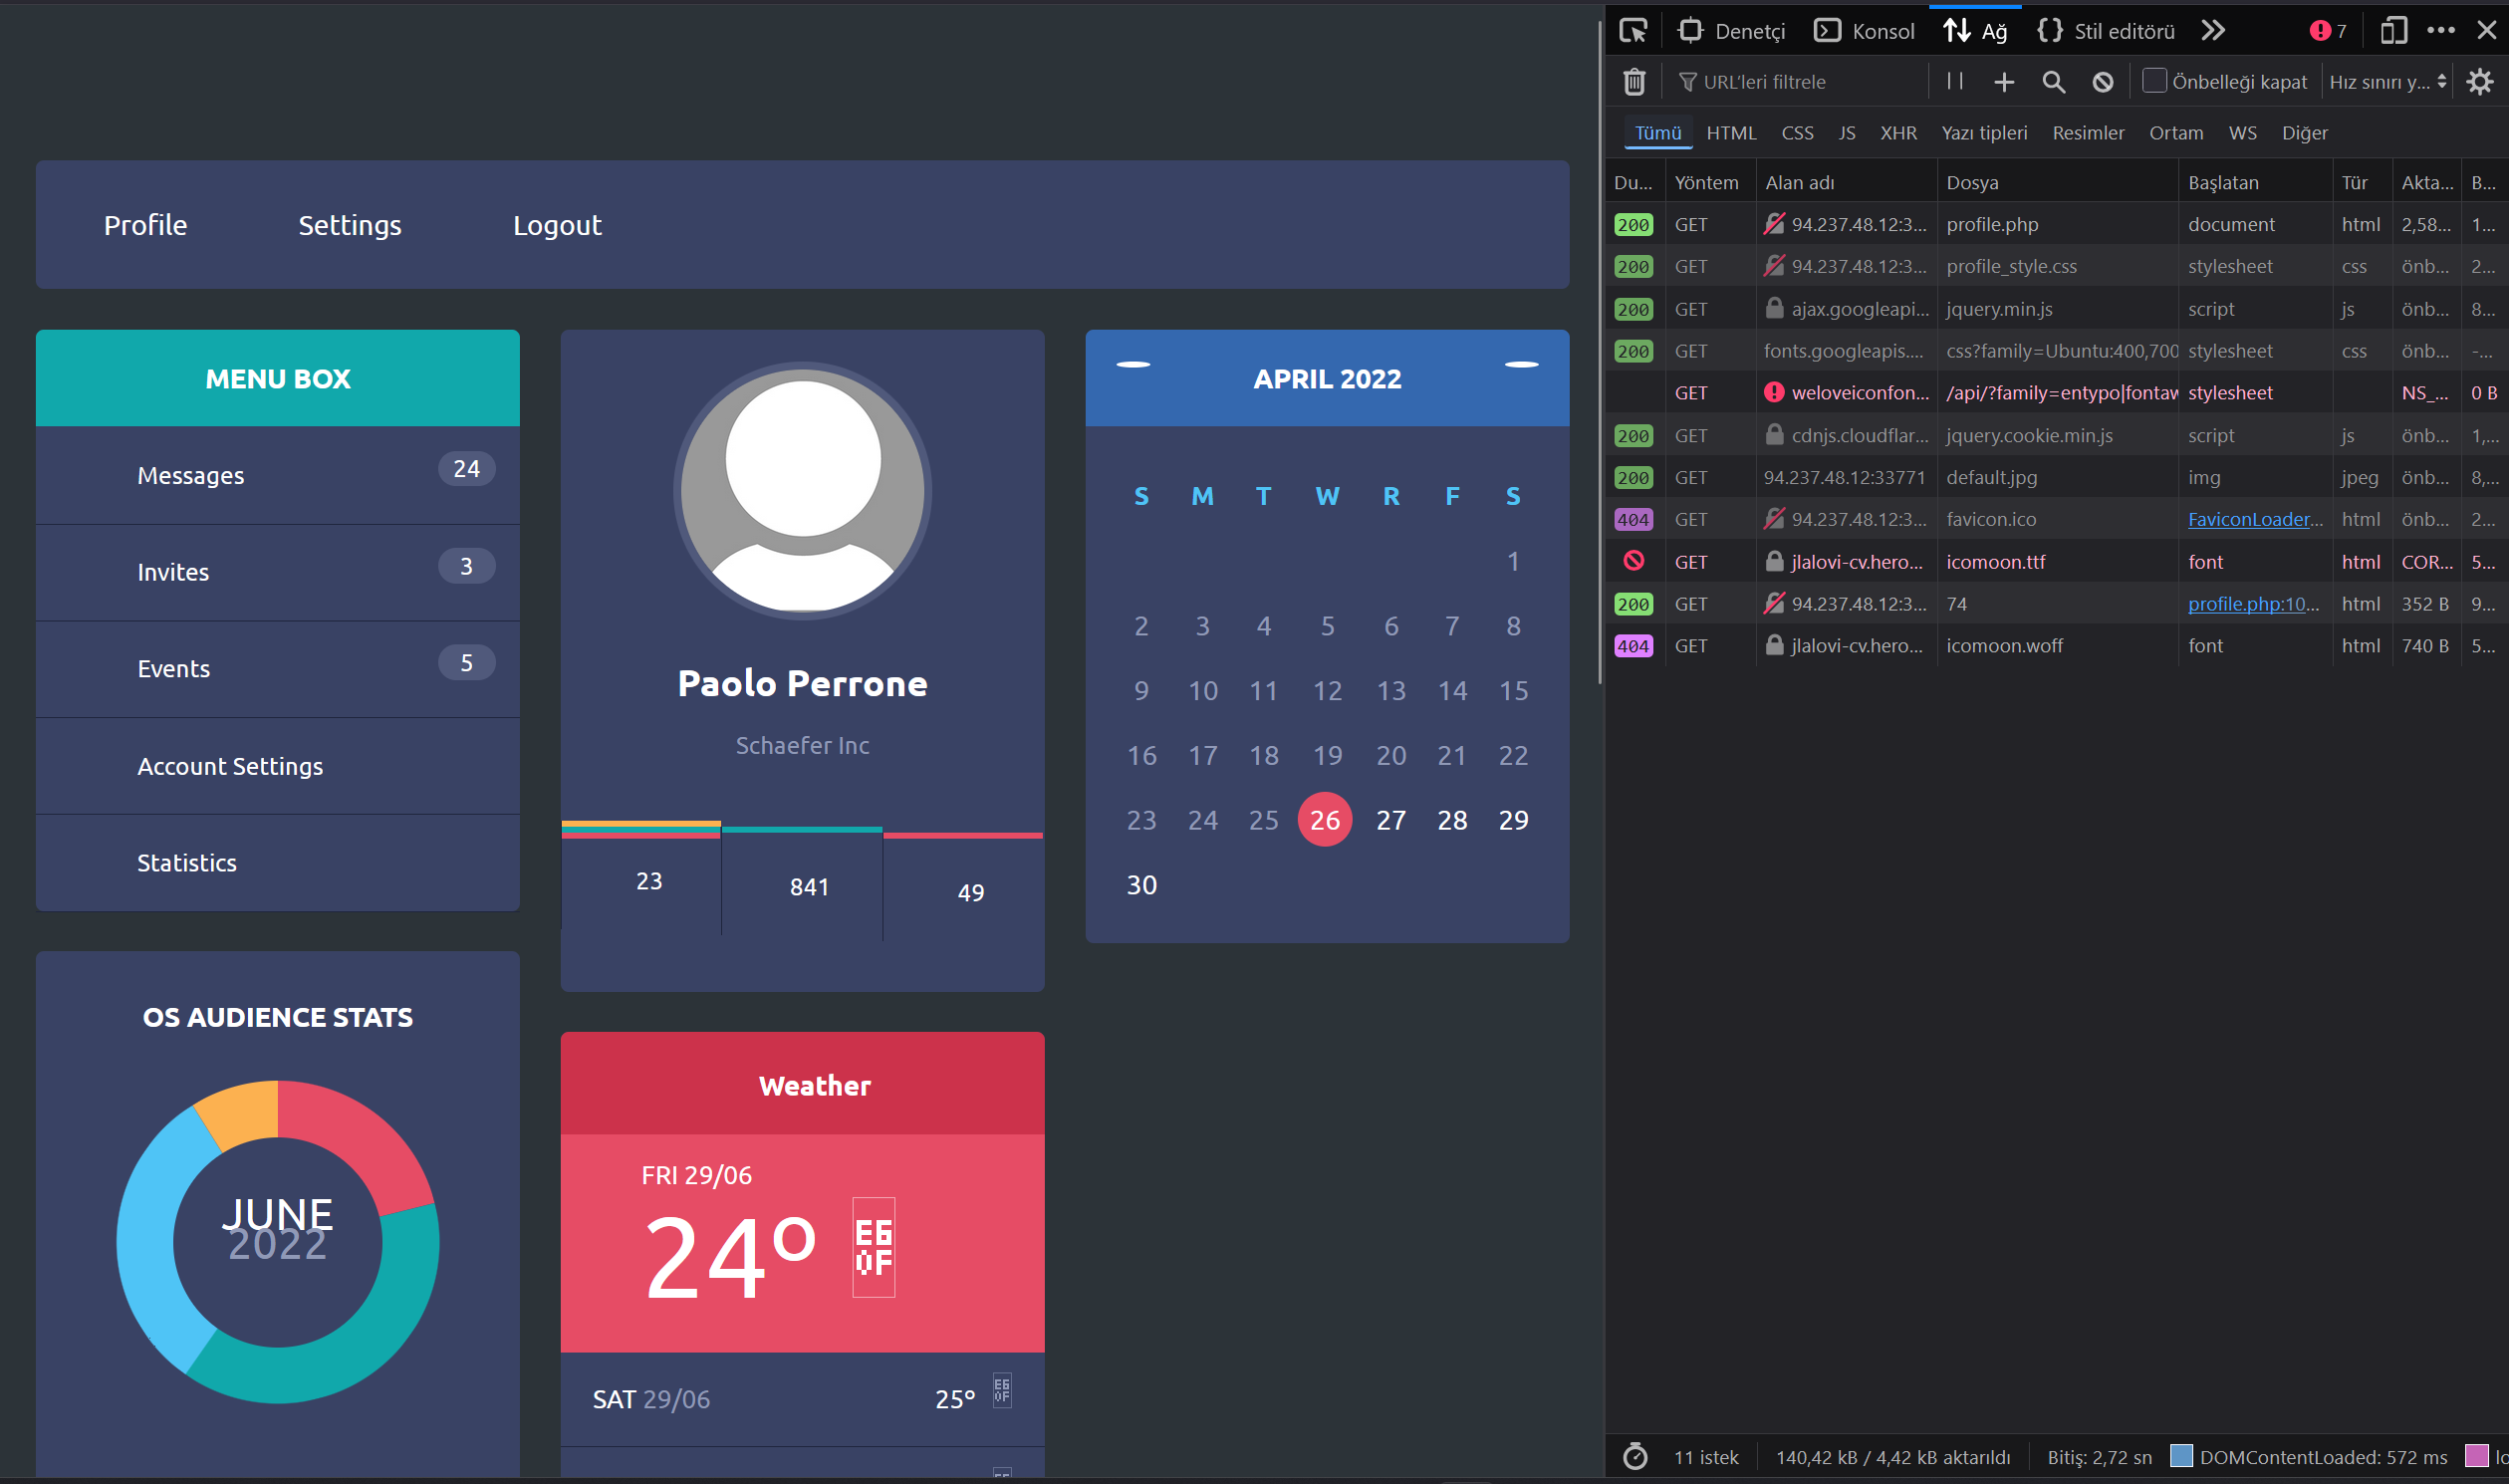 Profile Settings Logout
MENU BOX
Messages 24
Invites 3
Events 5
Account Settings
Statistics
OS AUDIENCE STATS
JUNE
2022
Paolo Perrone
Schaefer Inc
23 841 49
Weather
FRI 29/06
24°
E6
0F
SAT 29/06 25°
E6
0F
APRIL 2022
S M T W R F S
1
2 3 4 5 6 7 8
9 10 11 12 13 14 15
16 17 18 19 20 21 22
23 24 25 26 27 28 29
30
Denetçi Konsol Ağ Stil editörü 7
URL'leri filtrele Önbelleği kapat Hız sınırı y...
Tümü HTML CSS JS XHR Yazı tipleri Resimler Ortam WS Diğer
Du... Yöntem Alan adı Dosya Başlatan Tür Akta... B...
200 GET 94.237.48.12:3... profile.php document html 2,58... 1...
200 GET 94.237.48.12:3... profile_style.css stylesheet css önb... 2...
200 GET ajax.googleapi... jquery.min.js script js önb... 8...
200 GET fonts.googleapis.... css?family=Ubuntu:400,700 stylesheet css önb... -...
GET weloveiconfon... /api/?family=entypo|fontaw stylesheet NS_... 0 B
200 GET cdnjs.cloudflar... jquery.cookie.min.js script js önb... 1,...
200 GET 94.237.48.12:33771 default.jpg img jpeg önb... 8,...
404 GET 94.237.48.12:3... favicon.ico FaviconLoader... html önb... 2...
GET jlalovi-cv.hero... icomoon.ttf font html COR... 5...
200 GET 94.237.48.12:3... 74 profile.php:10... html 352 B 9...
404 GET jlalovi-cv.hero... icomoon.woff font html 740 B 5...
11 istek 140,42 kB / 4,42 kB aktarıldı Bitiş: 2,72 sn DOMContentLoaded: 572 ms